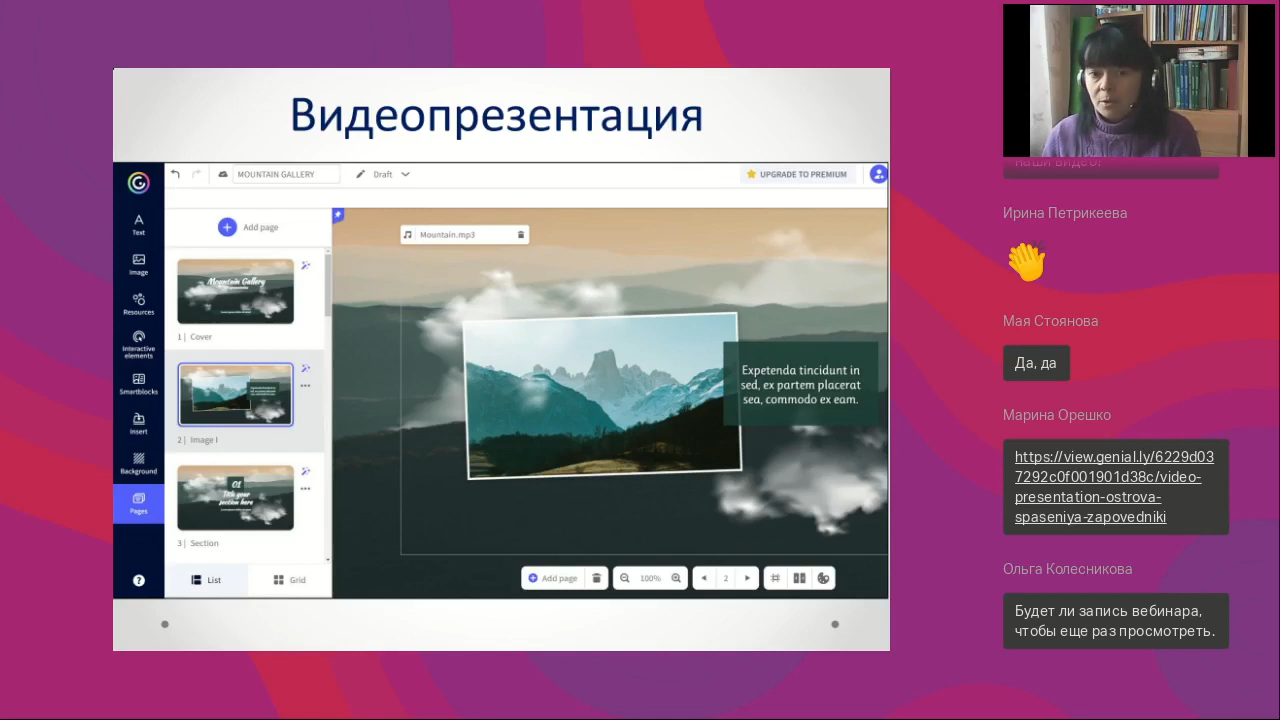 Видеопрезентация
MOUNTAIN GALLERY
Draft
UPGRADE TO PREMIUM
Text
Image
Resources
Interactive
elements
Smartblocks
Insert
Background
Pages
Add page
Mountain Gallery
1 | Cover
2 | Image I
01
Title your
section here
3 | Section
List
Grid
Mountain.mp3
Expetenda tincidunt in
sed, ex partem placerat
sea, commodo ex eam.
Add page
100%
2
наши видео!
Ирина Петрикеева
Мая Стоянова
Да, да
Марина Орешко
https://view.genial.ly/6229d03
7292c0f001901d38c/video-
presentation-ostrova-
spaseniya-zapovedniki
Ольга Колесникова
Будет ли запись вебинара,
чтобы еще раз просмотреть.